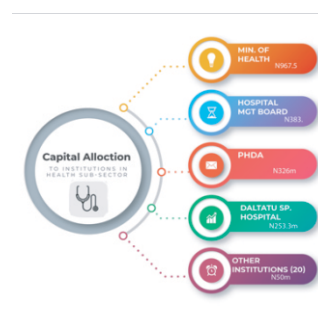 Capital Alloction
TO INSTITUTIONS IN
HEALTH SUB-SECTOR
MIN. OF
HEALTH
N967.5
HOSPITAL
MGT BOARD
N383.
PHDA
N326m
DALTATU SP.
HOSPITAL
N253.3m
OTHER
INSTITUTIONS (20)
N50m